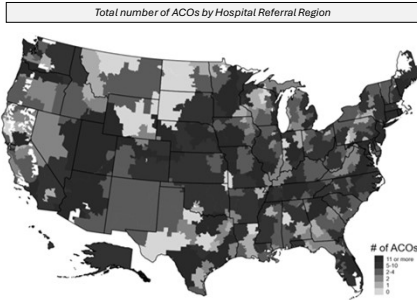 Total number of ACOs by Hospital Referral Region
# of ACOs
11 or more
5-10
2-4
2
1
0